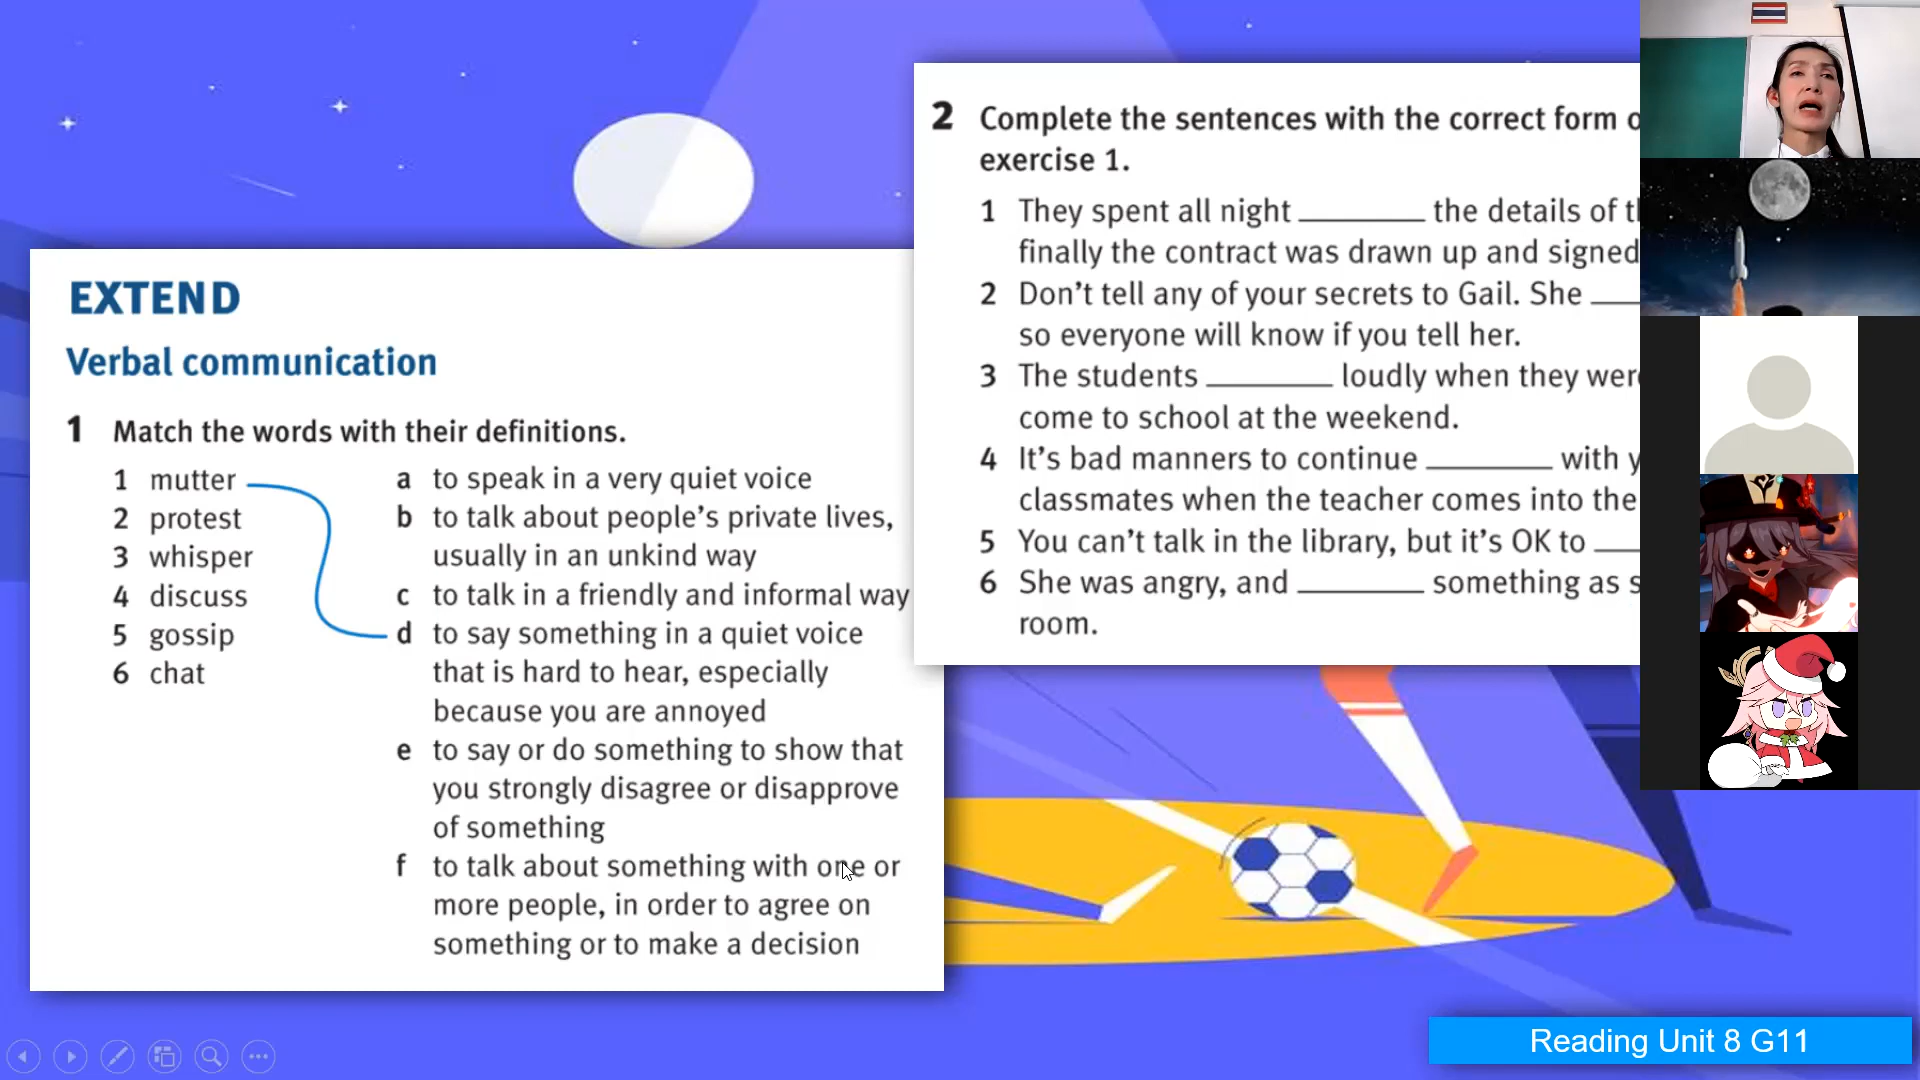 EXTEND
Verbal communication
1 Match the words with their definitions.
1 mutter
2 protest
3 whisper
4 discuss
5 gossip
6 chat
a to speak in a very quiet voice
b to talk about people's private lives,
usually in an unkind way
c to talk in a friendly and informal way
d to say something in a quiet voice
that is hard to hear, especially
because you are annoyed
e to say or do something to show that
you strongly disagree or disapprove
of something
f to talk about something with one or
more people, in order to agree on
something or to make a decision
2 Complete the sentences with the correct form
exercise 1.
1 They spent all night ________ the details of
finally the contract was drawn up and signed
2 Don't tell any of your secrets to Gail. She ___
so everyone will know if you tell her.
3 The students ________ loudly when they
come to school at the weekend.
4 It's bad manners to continue ________ with
classmates when the teacher comes into the
5 You can't talk in the library, but it's OK to ___
6 She was angry, and ________ something as
room.
Reading Unit 8 G11